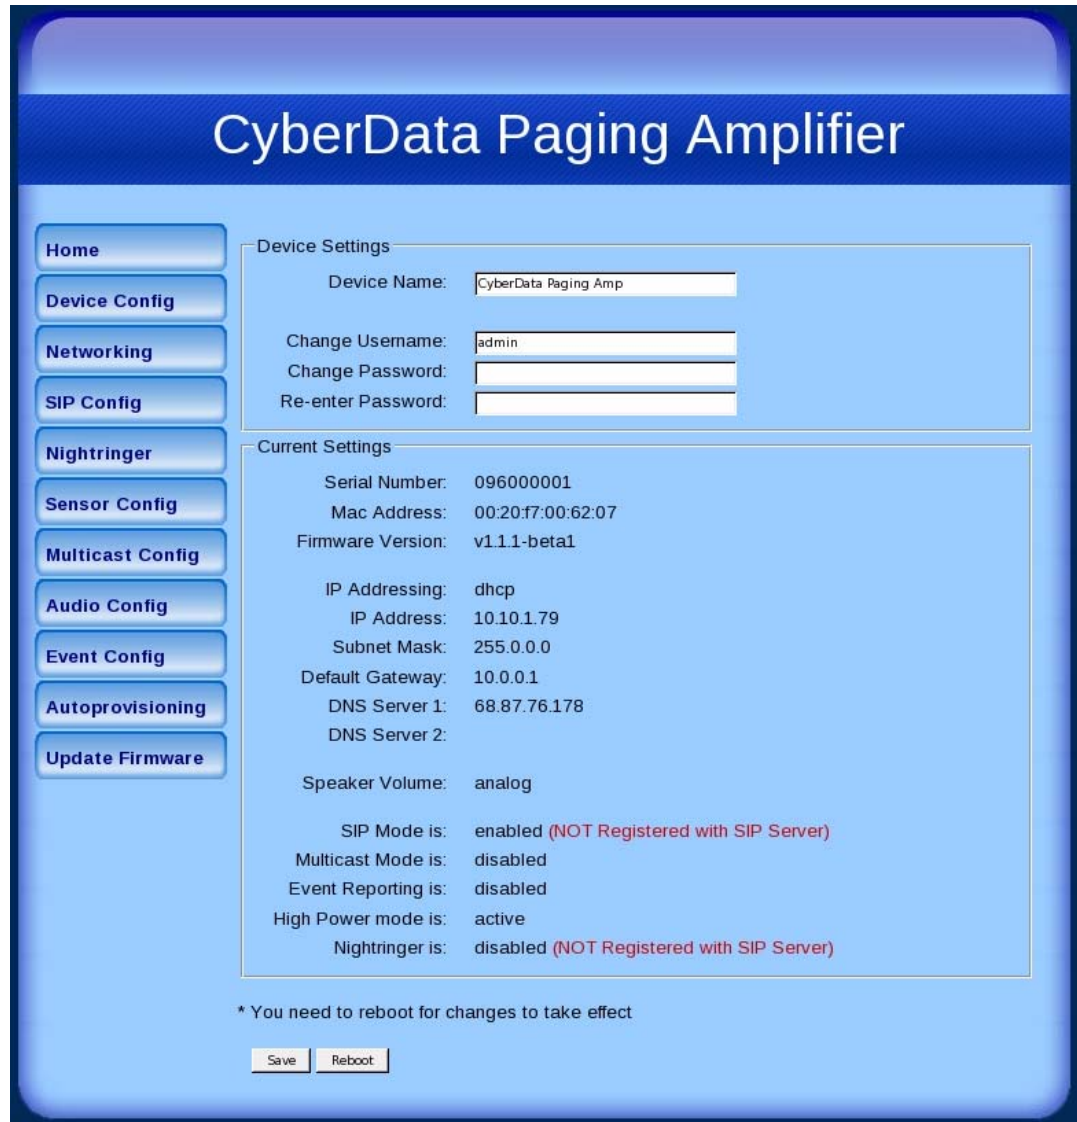 CyberData Paging Amplifier
Home
Device Config
Networking
SIP Config
Nightringer
Sensor Config
Multicast Config
Audio Config
Event Config
Autoprovisioning
Update Firmware
Device Settings
Device Name: CyberData Paging Amp
Change Username: admin
Change Password:
Re-enter Password:
Current Settings
Serial Number: 096000001
Mac Address: 00:20:f7:00:62:07
Firmware Version: v1.1.1-beta1
IP Addressing: dhcp
IP Address: 10.10.1.79
Subnet Mask: 255.0.0.0
Default Gateway: 10.0.0.1
DNS Server 1: 68.87.76.178
DNS Server 2:
Speaker Volume: analog
SIP Mode is: enabled (NOT Registered with SIP Server)
Multicast Mode is: disabled
Event Reporting is: disabled
High Power mode is: active
Nightringer is: disabled (NOT Registered with SIP Server)
* You need to reboot for changes to take effect
Save Reboot